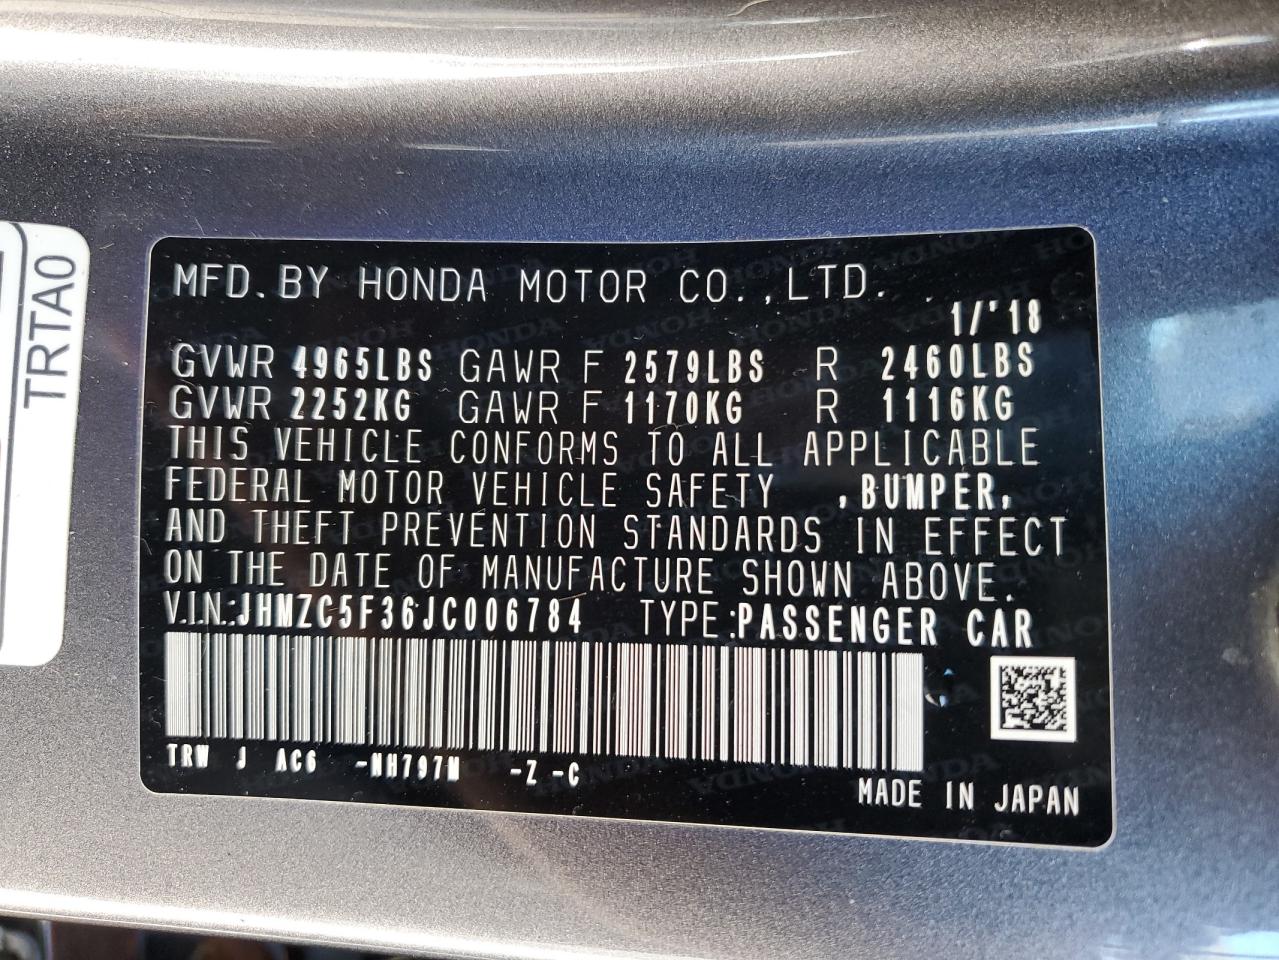 TRTA0
MFD. BY HONDA MOTOR CO., LTD.
1/'18
GVWR 4965LBS GAWR F 2579LBS R 2460LBS
GVWR 2252KG GAWR F 1170KG R 1116KG
THIS VEHICLE CONFORMS TO ALL APPLICABLE
FEDERAL MOTOR VEHICLE SAFETY , BUMPER,
AND THEFT PREVENTION STANDARDS IN EFFECT
ON THE DATE OF MANUFACTURE SHOWN ABOVE.
V.I.N.:JHMZC5F36JC006784 TYPE:PASSENGER CAR
TRW J AC6 -NH797M -Z -C
MADE IN JAPAN